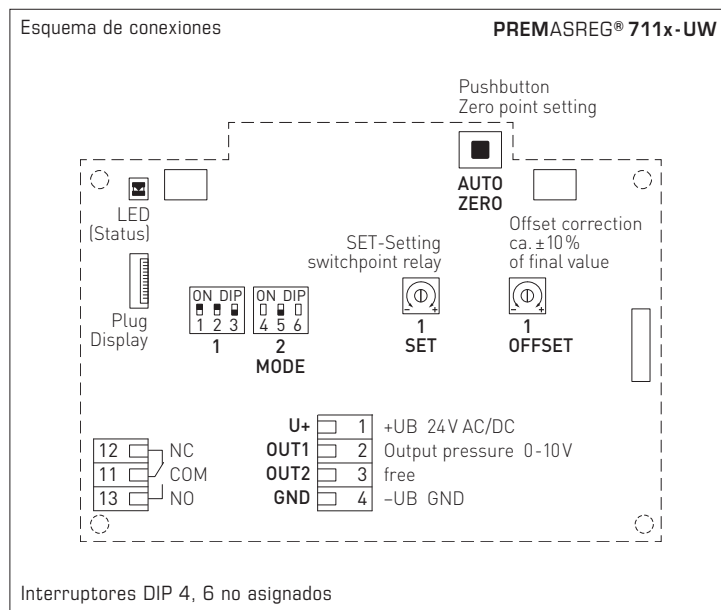 Esquema de conexiones
PREMASREG® 711x-UW
Pushbutton
Zero point setting
AUTO
ZERO
LED
(Status)
SET-Setting
switchpoint relay
Offset correction
ca. ±10%
of final value
Plug
Display
ON DIP
1 2 3
1
ON DIP
4 5 6
2
MODE
- +
1
SET
- +
1
OFFSET
12 NC
11 COM
13 NO
U+ 1 +UB 24V AC/DC
OUT1 2 Output pressure 0-10V
OUT2 3 free
GND 4 –UB GND
Interruptores DIP 4, 6 no asignados